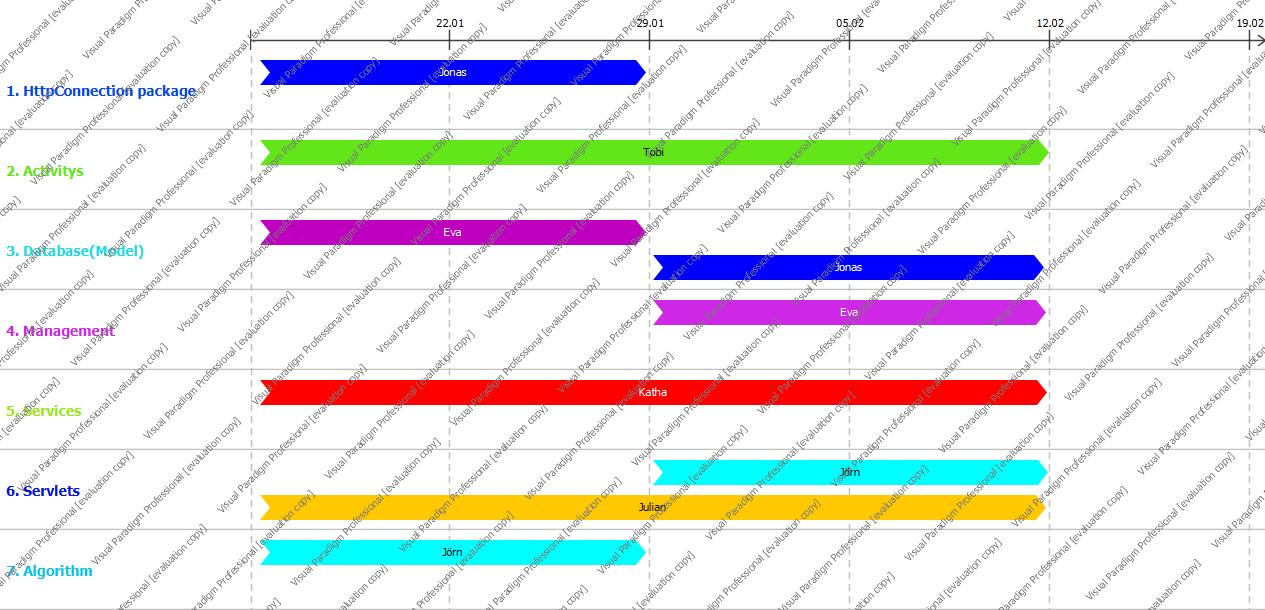 22.01 29.01 05.02 12.02 19.02
Jonas
1. HttpConnection package
Tobi
2. Activitys
Eva
3. Database(Model)
Jonas
Eva
4. Management
Katha
5. Services
Jörn
6. Servlets
Julian
Jörn
7. Algorithm
Visual Paradigm Professional [evaluation copy]